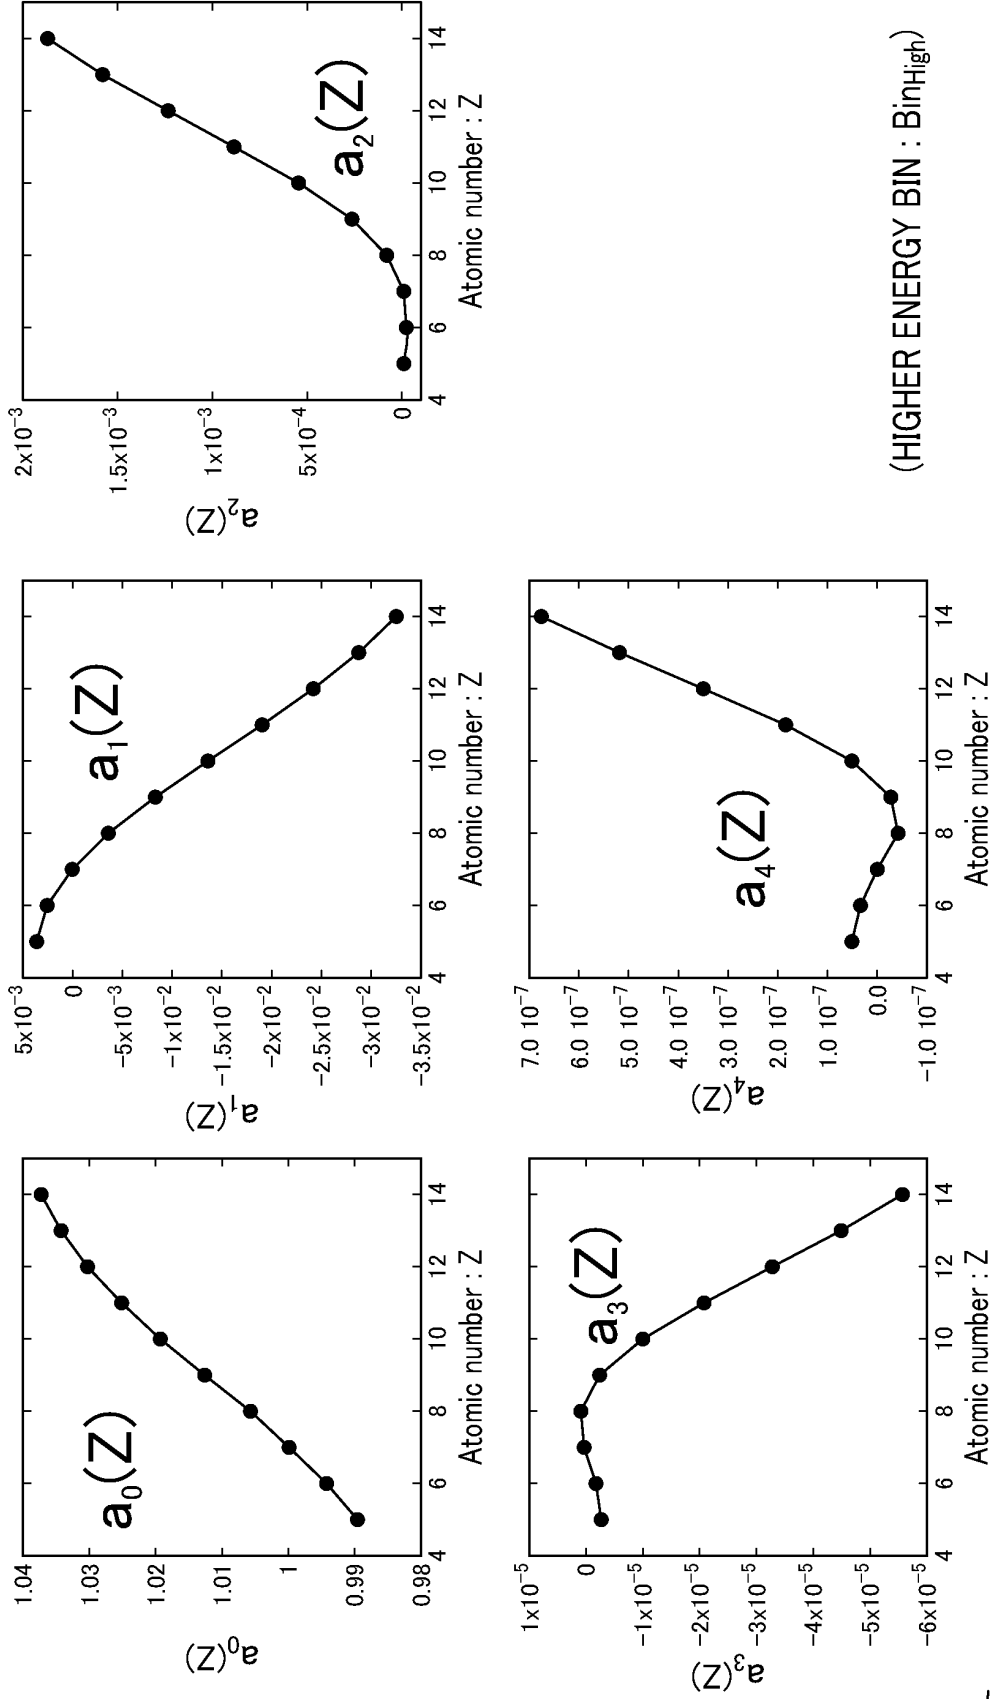 1.04
1.03
1.02
1.01
1
0.99
0.98
a₀(Z)
a₀(Z)
4 6 8 10 12 14
Atomic number : Z
5x10⁻³
0
−5x10⁻³
−1x10⁻²
−1.5x10⁻²
−2x10⁻²
−2.5x10⁻²
−3x10⁻²
−3.5x10⁻²
a₁(Z)
a₁(Z)
4 6 8 10 12 14
Atomic number : Z
2x10⁻³
1.5x10⁻³
1x10⁻³
5x10⁻⁴
0
a₂(Z)
a₂(Z)
4 6 8 10 12 14
Atomic number : Z
1x10⁻⁵
0
−1x10⁻⁵
−2x10⁻⁵
−3x10⁻⁵
−4x10⁻⁵
−5x10⁻⁵
−6x10⁻⁵
a₃(Z)
a₃(Z)
4 6 8 10 12 14
Atomic number : Z
7.0 10⁻⁷
6.0 10⁻⁷
5.0 10⁻⁷
4.0 10⁻⁷
3.0 10⁻⁷
2.0 10⁻⁷
1.0 10⁻⁷
0.0
−1.0 10⁻⁷
a₄(Z)
a₄(Z)
4 6 8 10 12 14
Atomic number : Z
(HIGHER ENERGY BIN : Bin_High)